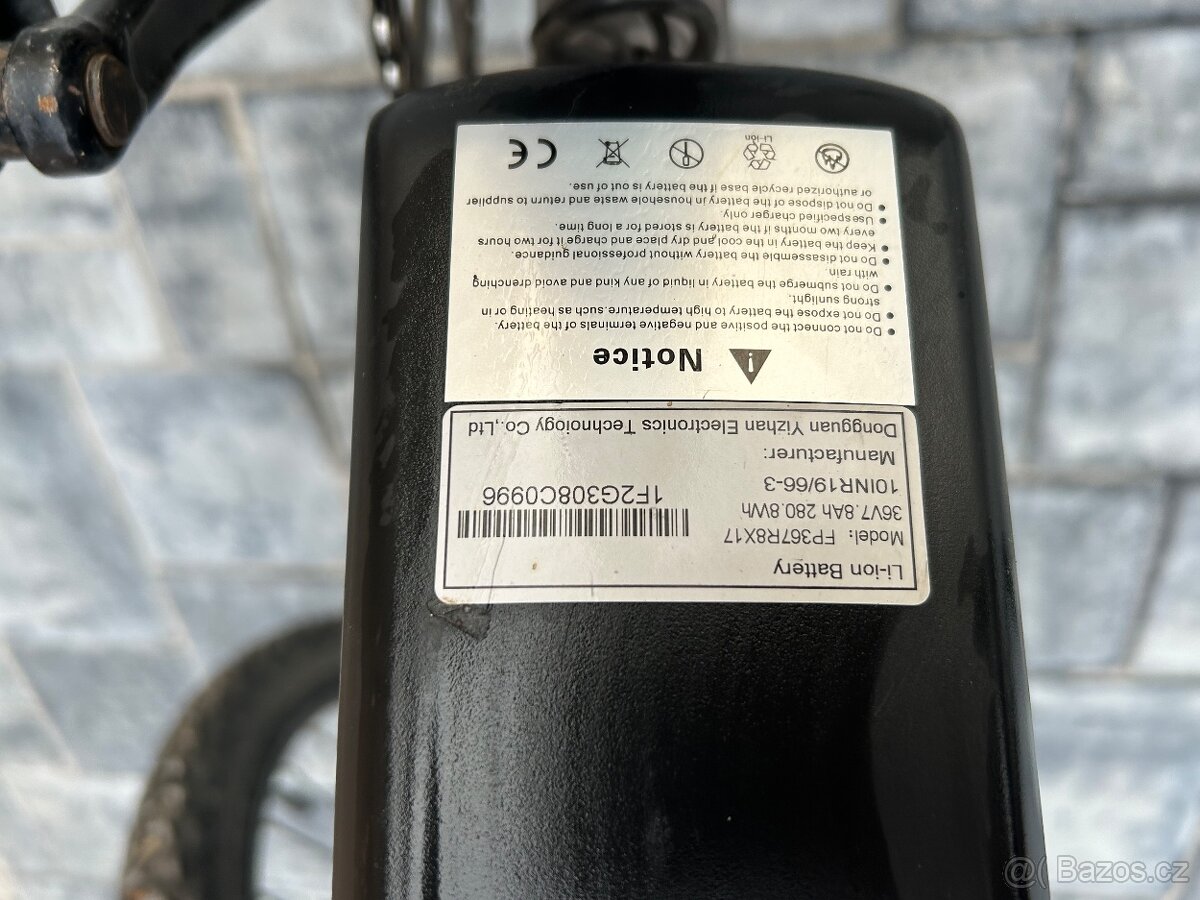 Li-ion Battery
Model: FP367R8X17
36V7.8Ah 280.8Wh
10INR19/66-3
1F2G308C0996
Manufacturer:
Dongguan Yizhan Electronics Technology Co.,Ltd
Notice
Do not connect the positive and negative terminals of the battery.
Do not expose the battery to high temperature, such as heating or in
strong sunlight.
Do not submerge the battery in liquid of any kind and avoid drenching
with rain.
Do not disassemble the battery without professional guidance.
Keep the battery in the cool and dry place and charge it for two hours
every two months if the battery is stored for a long time.
Use specified charger only.
Do not dispose of the battery in household waste and return to supplier
or authorized recycle base if the battery is out of use.
Li-ion
CE
Bazos.cz